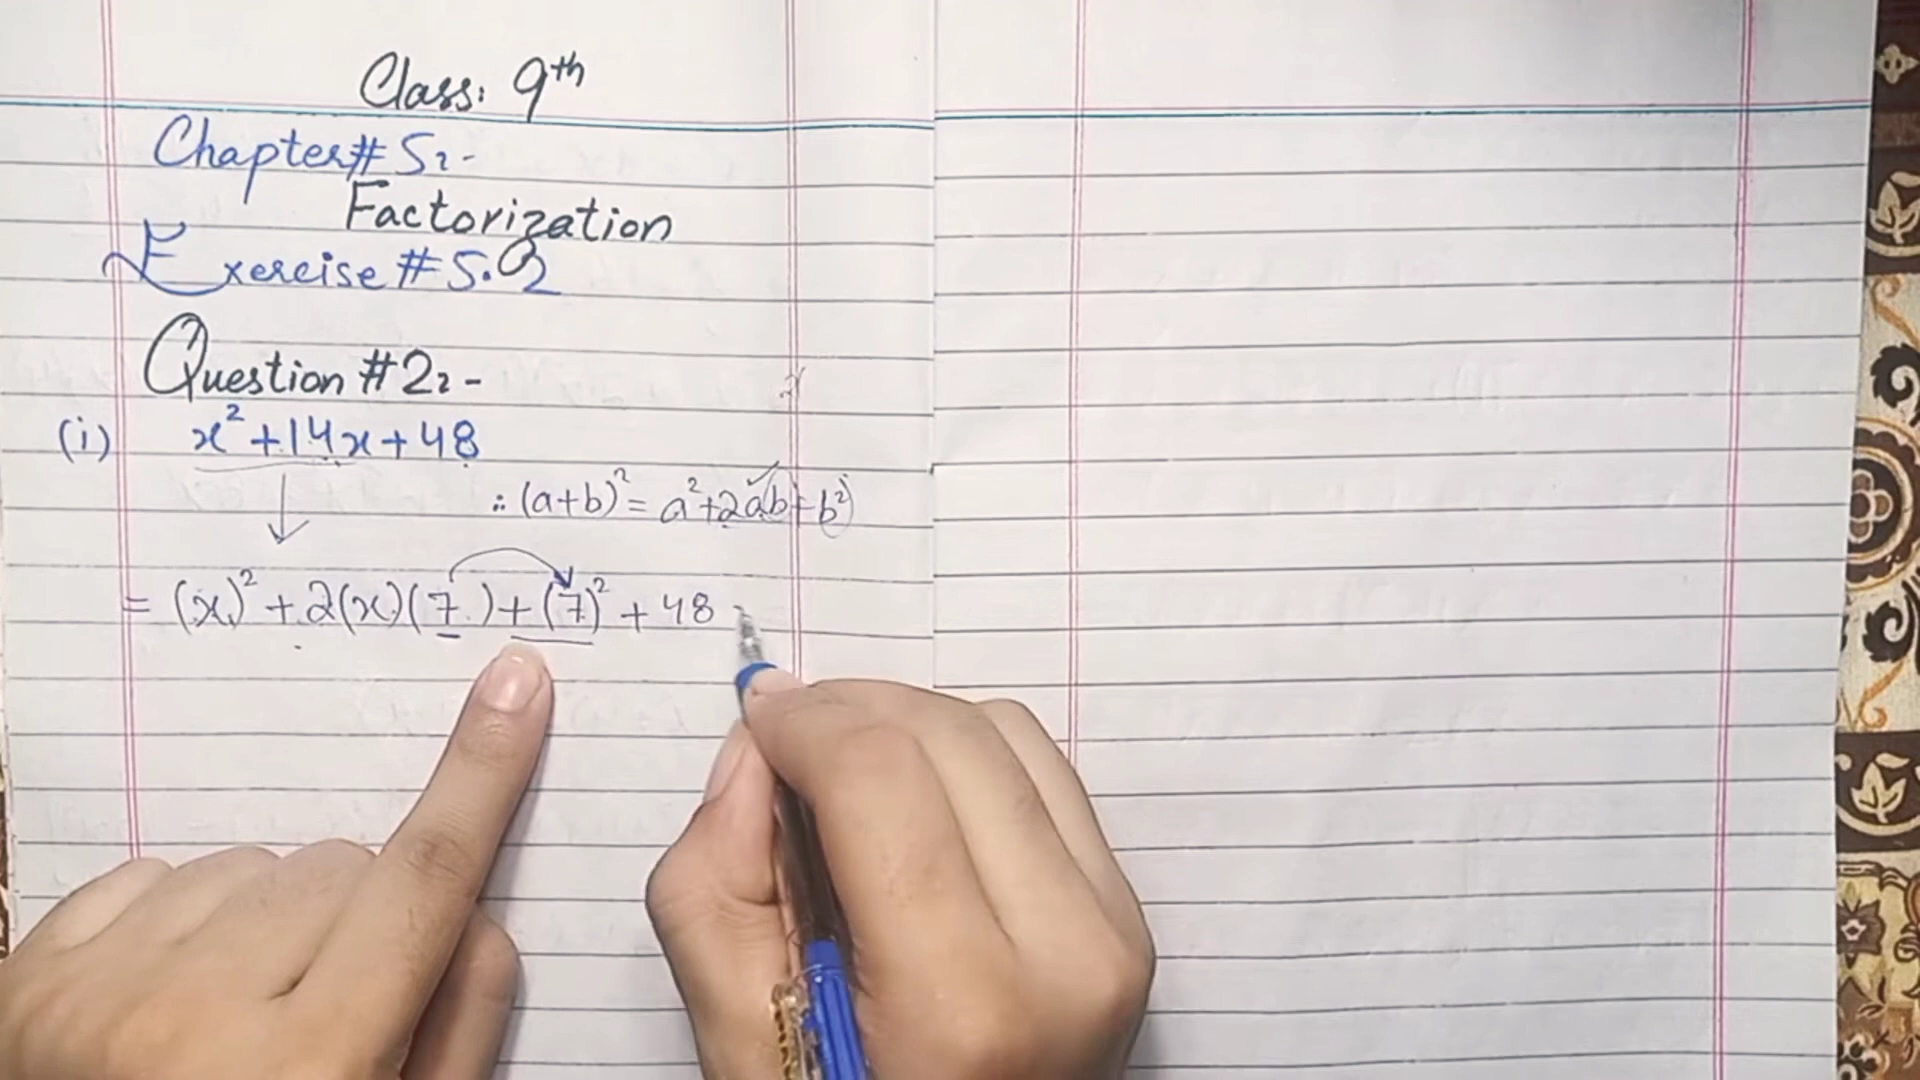 Class: 9th
Chapter# 5:-
Factorization
Exercise # 5.2
Question #2:-
(i) x² + 14x + 48
∴ (a+b)² = a² + 2ab + b²
= (x)² + 2(x)(7) + (7)² + 48